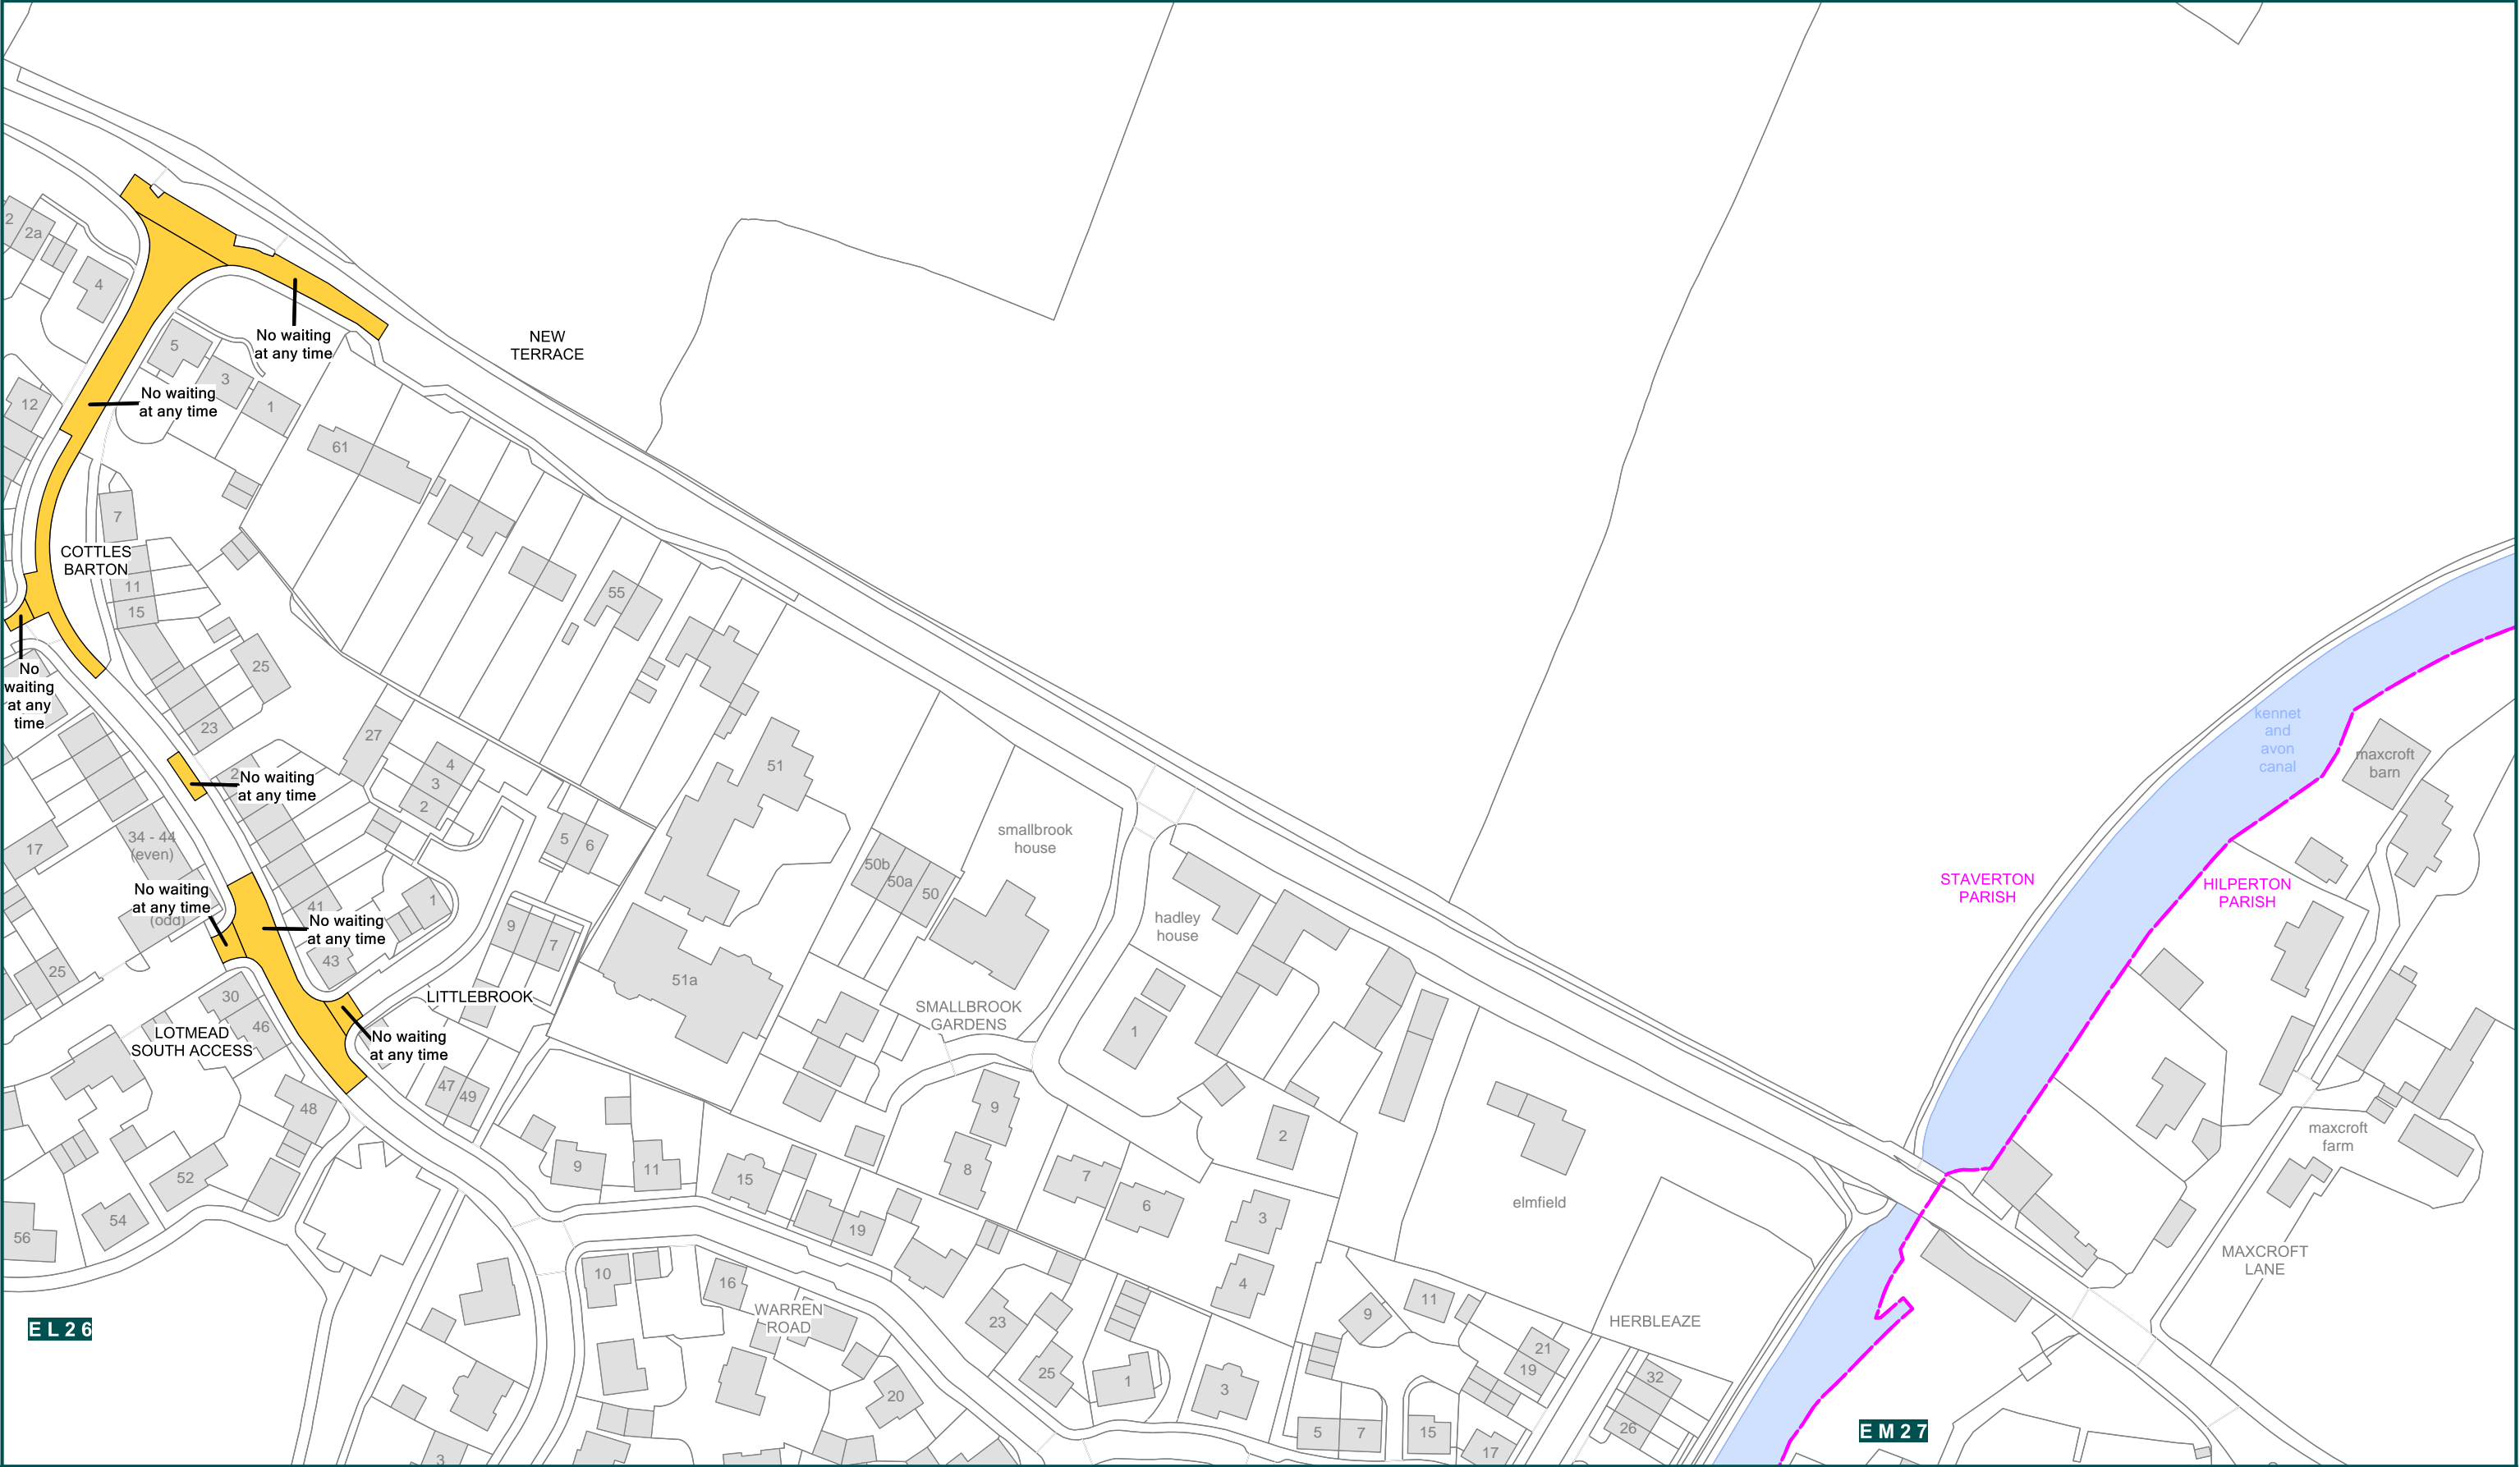 2
2a
4
NEW
TERRACE
No waiting
at any time
5
3
1
12
No waiting
at any time
61
7
COTTLES
BARTON
11
15
55
25
23
No
waiting
at any
time
27
kennet
and
avon
canal
maxcroft
barn
4
3
2
51
No waiting
at any time
34 - 44
(even)
17
5
6
smallbrook
house
50b
50a
50
STAVERTON
PARISH
HILPERTON
PARISH
No waiting
at any time
(odd)
41
1
No waiting
at any time
hadley
house
9
7
43
25
51a
30
LITTLEBROOK
SMALLBROOK
GARDENS
46
LOTMEAD
SOUTH ACCESS
No waiting
at any time
1
47
49
48
9
2
maxcroft
farm
9
11
15
8
7
52
6
elmfield
54
19
3
56
MAXCROFT
LANE
10
16
4
WARREN
ROAD
11
9
23
HERBLEAZE
EL26
21
19
25
1
3
32
20
26
5
7
15
EM27
17
3